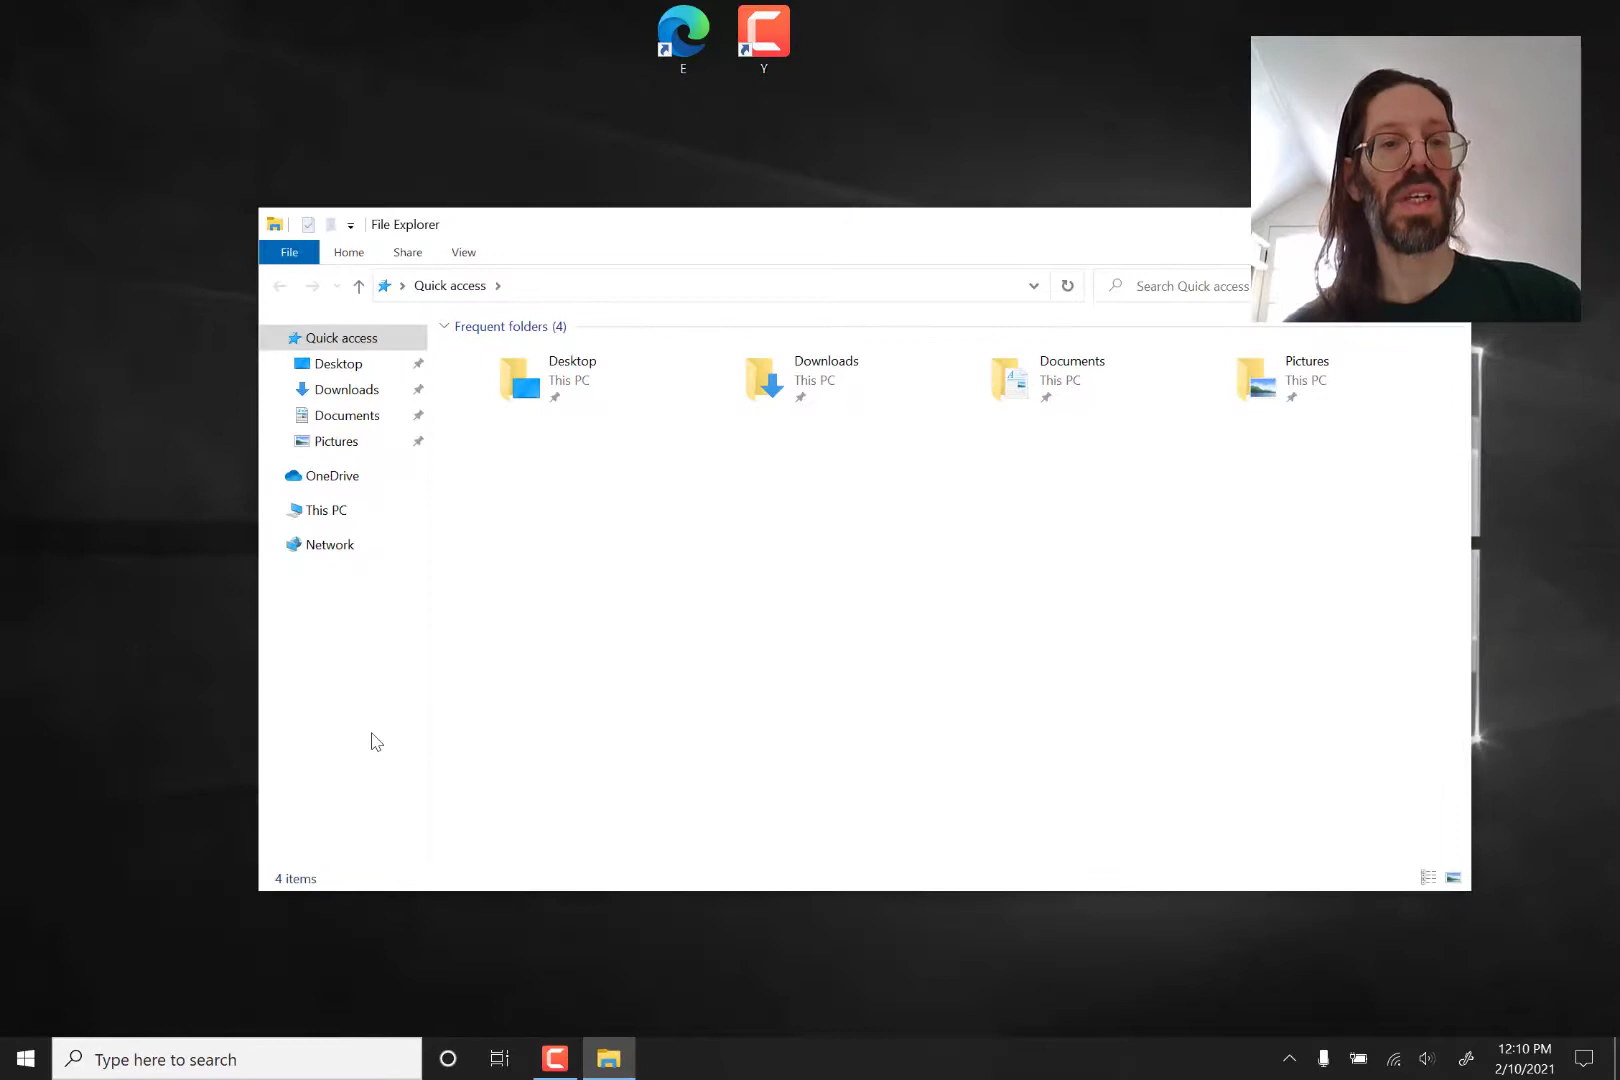 E
Y
File Explorer
File
Home
Share
View
Quick access
Search Quick access
Quick access
Desktop
Downloads
Documents
Pictures
OneDrive
This PC
Network
Frequent folders (4)
Desktop
This PC
Downloads
This PC
Documents
This PC
Pictures
This PC
4 items
Type here to search
12:10 PM
2/10/2021